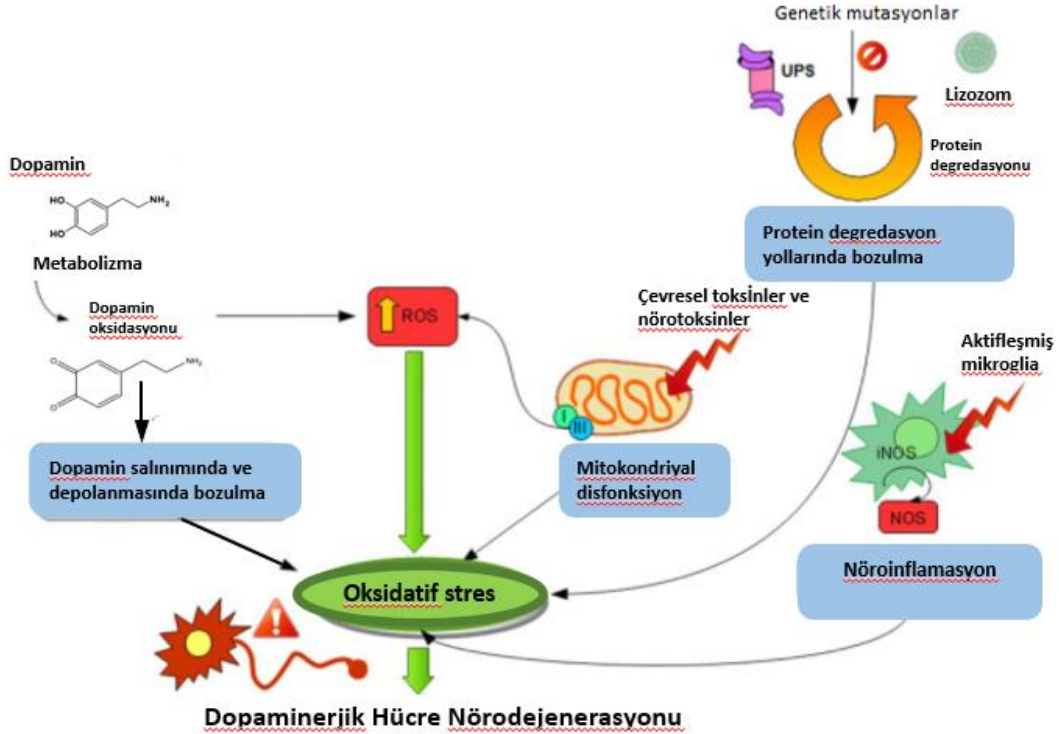 Genetik mutasyonlar
UPS
Lizozom
Protein
degredasyonu
Protein degredasyon
yollarında bozulma
Dopamin
HO
NH₂
HO
Metabolizma
Dopamin
oksidasyonu
O
NH₂
O
ROS
Çevresel toksinler ve
nörotoksinler
I
III
Mitokondriyal
disfonksiyon
Aktifleşmiş
mikroglia
iNOS
NOS
Nöroinflamasyon
Dopamin salınımında ve
depolanmasında bozulma
Oksidatif stres
!
Dopaminerjik Hücre Nörodejenerasyonu